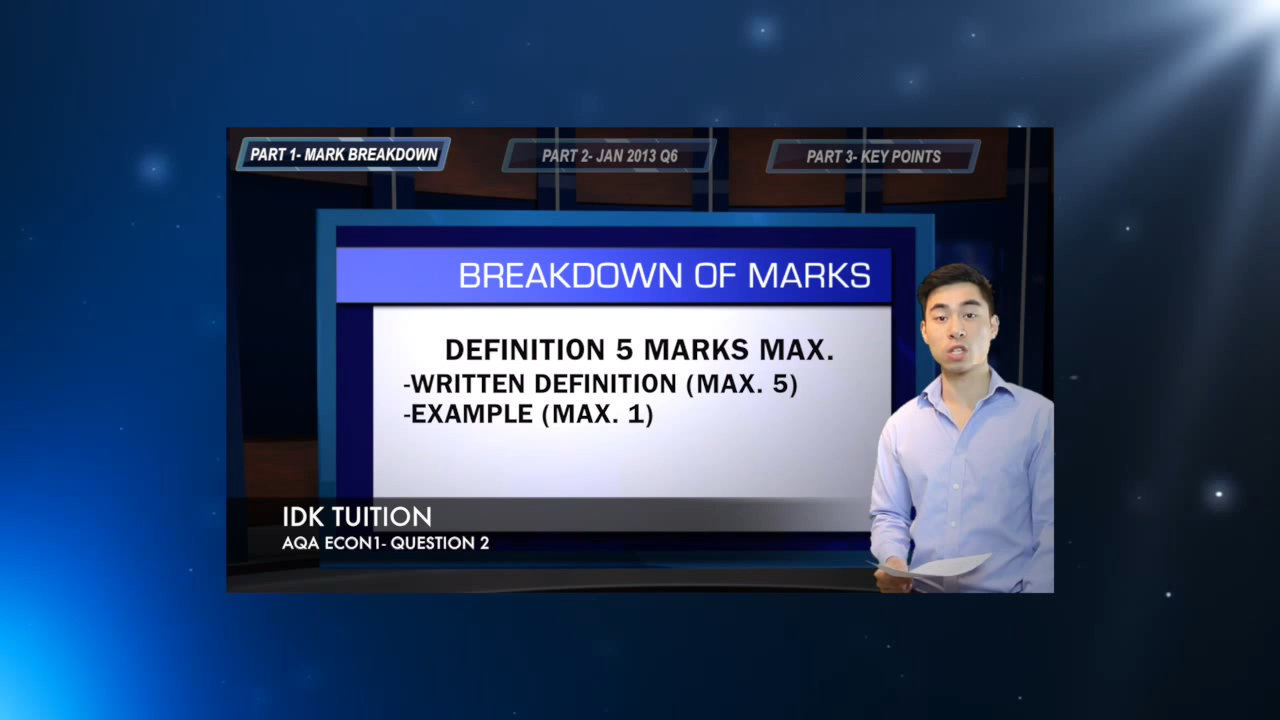 PART 1- MARK BREAKDOWN
PART 2- JAN 2013 Q6
PART 3- KEY POINTS
BREAKDOWN OF MARKS
DEFINITION 5 MARKS MAX.
-WRITTEN DEFINITION (MAX. 5)
-EXAMPLE (MAX. 1)
IDK TUITION
AQA ECON1- QUESTION 2